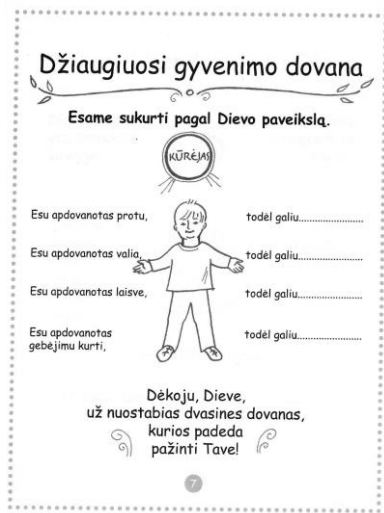 Džiaugiuosi gyvenimo dovana
Esame sukurti pagal Dievo paveikslą.
KŪRĖJAS
Esu apdovanotas protu, todėl galiu......................
Esu apdovanotas valia, todėl galiu......................
Esu apdovanotas laisve, todėl galiu......................
Esu apdovanotas
gebėjimu kurti, todėl galiu......................
Dėkoju, Dieve,
už nuostabias dvasines dovanas,
kurios padeda
pažinti Tave!
7